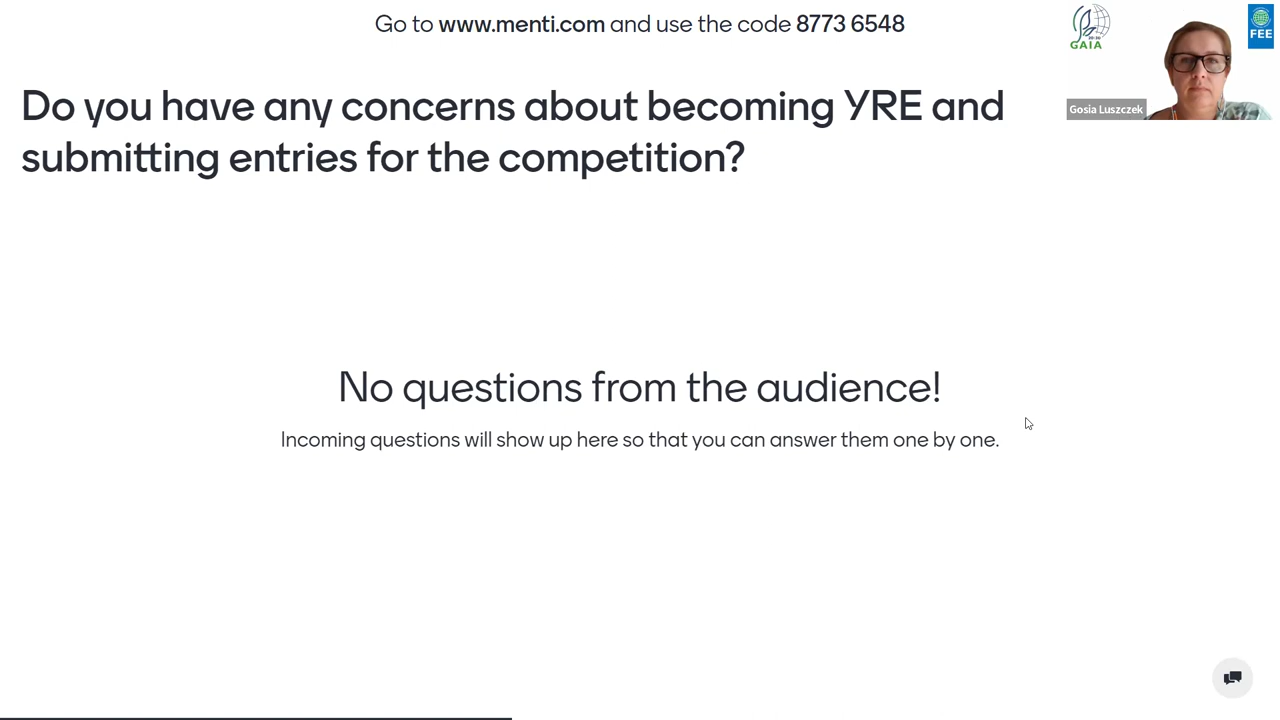 Go to www.menti.com and use the code 8773 6548
GAIA
FEE
Gosia Luszczek
Do you have any concerns about becoming YRE and
submitting entries for the competition?
No questions from the audience!
Incoming questions will show up here so that you can answer them one by one.